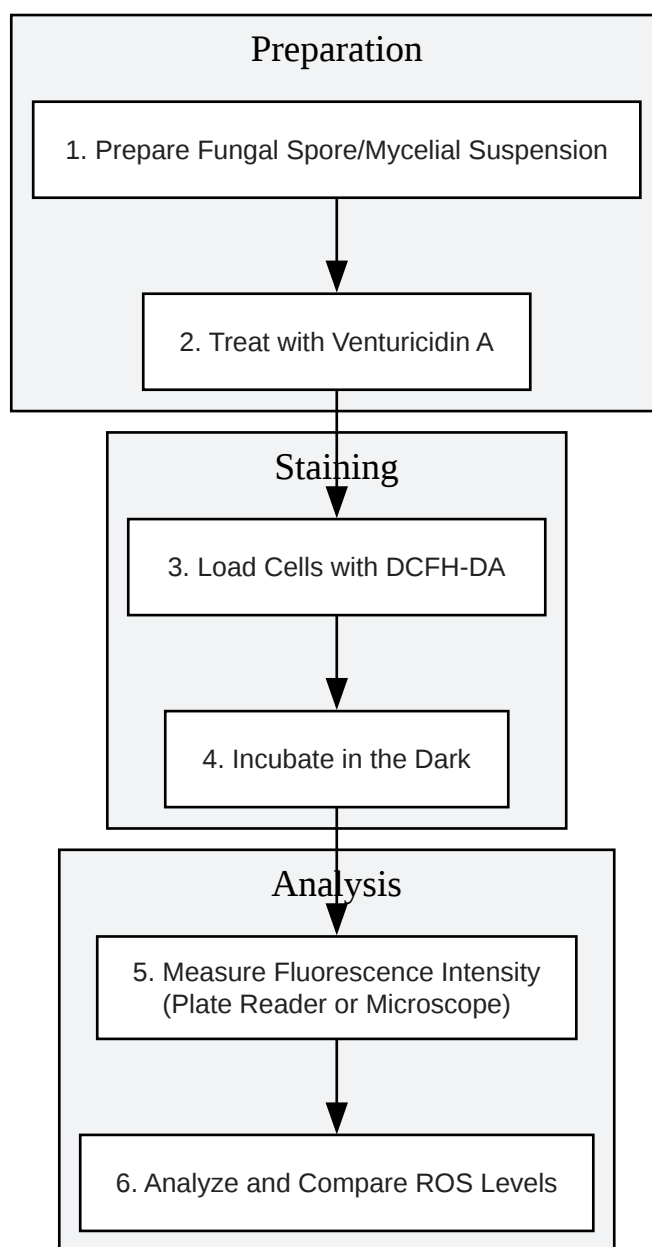 Preparation
1. Prepare Fungal Spore/Mycelial Suspension
2. Treat with Venturicidin A
Staining
3. Load Cells with DCFH-DA
4. Incubate in the Dark
Analysis
5. Measure Fluorescence Intensity
(Plate Reader or Microscope)
6. Analyze and Compare ROS Levels